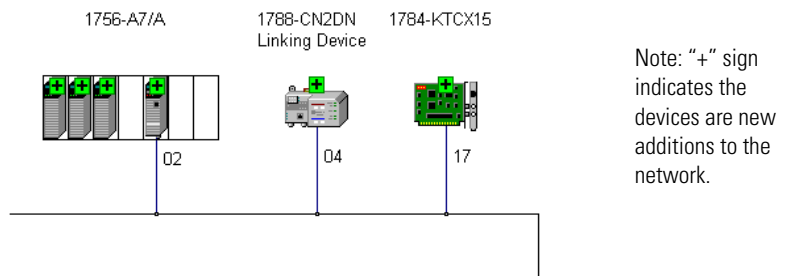 1756-A7/A
1788-CN2DN
Linking Device
1784-KTCX15
02
04
17
Note: “+” sign
indicates the
devices are new
additions to the
network.